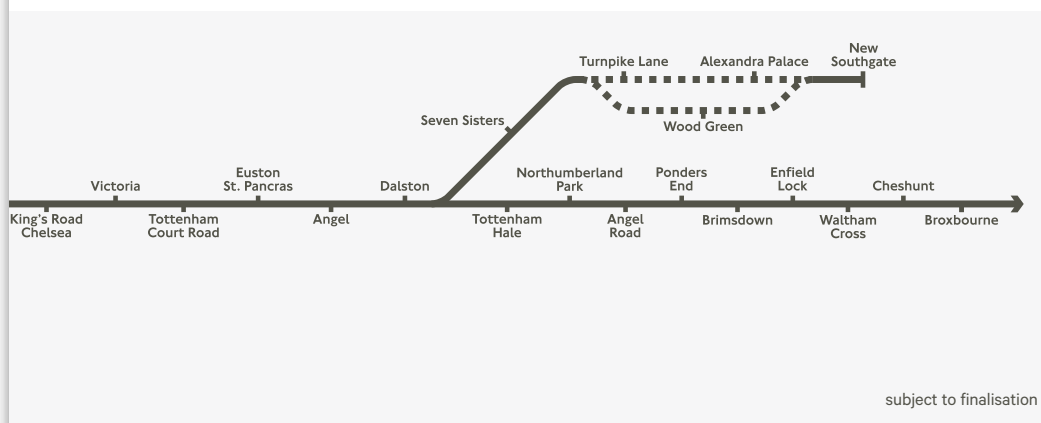 New
Southgate
Turnpike Lane
Alexandra Palace
Seven Sisters
Wood Green
Victoria
Euston
St. Pancras
Dalston
Northumberland
Park
Ponders
End
Enfield
Lock
Cheshunt
King's Road
Chelsea
Tottenham
Court Road
Angel
Tottenham
Hale
Angel
Road
Brimsdown
Waltham
Cross
Broxbourne
subject to finalisation